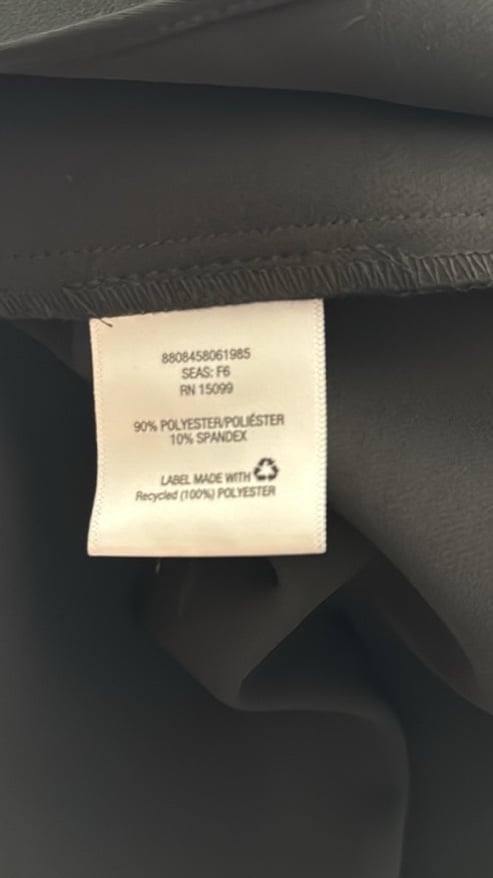 8808458061985
SEAS: F6
RN 15099
90% POLYESTER/POLIÉSTER
10% SPANDEX
LABEL MADE WITH
Recycled (100%) POLYESTER